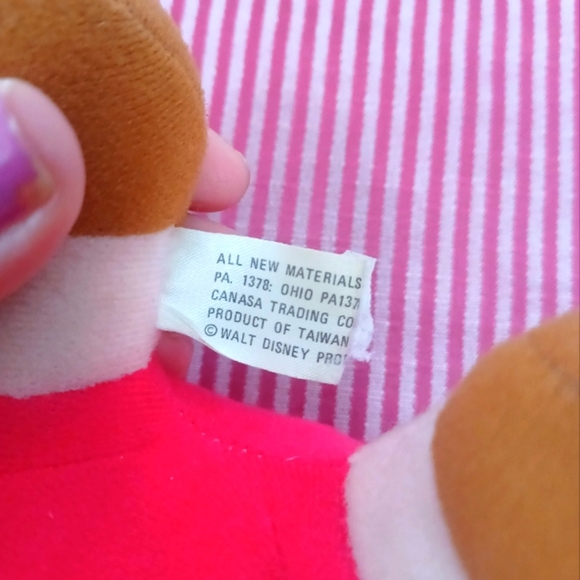 ALL NEW MATERIALS
PA. 1378: OHIO PA137
CANASA TRADING CO
PRODUCT OF TAIWAN
©WALT DISNEY PRO